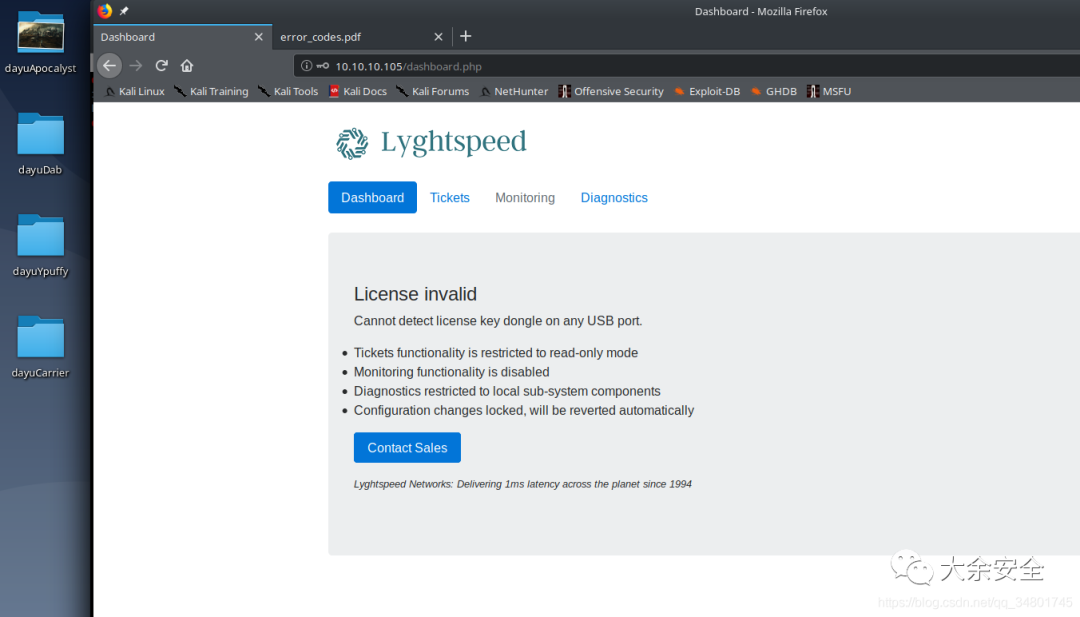 Dashboard - Mozilla Firefox
Dashboard
error_codes.pdf
10.10.10.105/dashboard.php
Kali Linux Kali Training Kali Tools Kali Docs Kali Forums NetHunter Offensive Security Exploit-DB GHDB MSFU
dayuApocalyst
dayuDab
dayuYpuffy
dayuCarrier
Lyghtspeed
Dashboard Tickets Monitoring Diagnostics
License invalid
Cannot detect license key dongle on any USB port.
Tickets functionality is restricted to read-only mode
Monitoring functionality is disabled
Diagnostics restricted to local sub-system components
Configuration changes locked, will be reverted automatically
Contact Sales
Lyghtspeed Networks: Delivering 1ms latency across the planet since 1994
大余安全
https://blog.csdn.net/qq_34801745